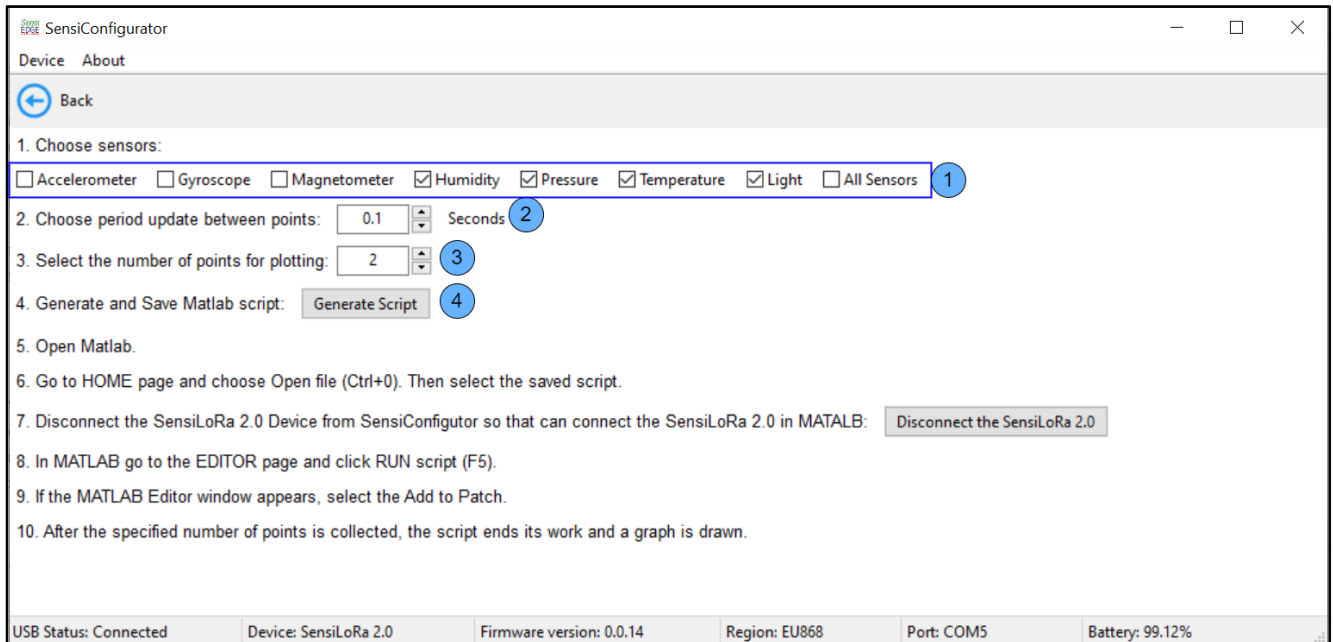 Sensi EDGE SensiConfigurator
Device About
Back
1. Choose sensors:
Accelerometer Gyroscope Magnetometer Humidity Pressure Temperature Light All Sensors 1
2. Choose period update between points: 0.1 Seconds 2
3. Select the number of points for plotting: 2 3
4. Generate and Save Matlab script: Generate Script 4
5. Open Matlab.
6. Go to HOME page and choose Open file (Ctrl+0). Then select the saved script.
7. Disconnect the SensiLoRa 2.0 Device from SensiConfigutor so that can connect the SensiLoRa 2.0 in MATALB: Disconnect the SensiLoRa 2.0
8. In MATLAB go to the EDITOR page and click RUN script (F5).
9. If the MATLAB Editor window appears, select the Add to Patch.
10. After the specified number of points is collected, the script ends its work and a graph is drawn.
USB Status: Connected Device: SensiLoRa 2.0 Firmware version: 0.0.14 Region: EU868 Port: COM5 Battery: 99.12%